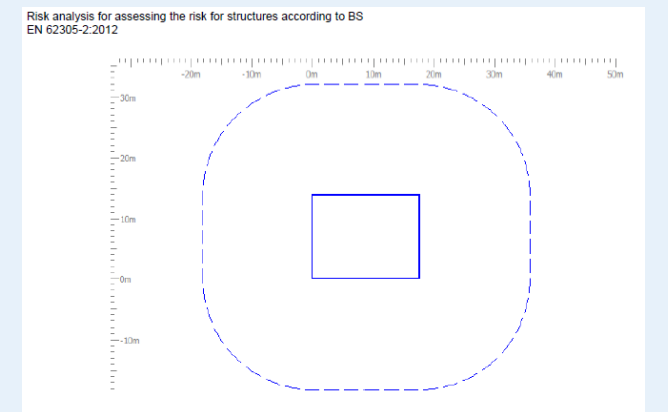 Risk analysis for assessing the risk for structures according to BS
EN 62305-2:2012
-20m -10m 0m 10m 20m 30m 40m 50m
30m
20m
10m
0m
-10m